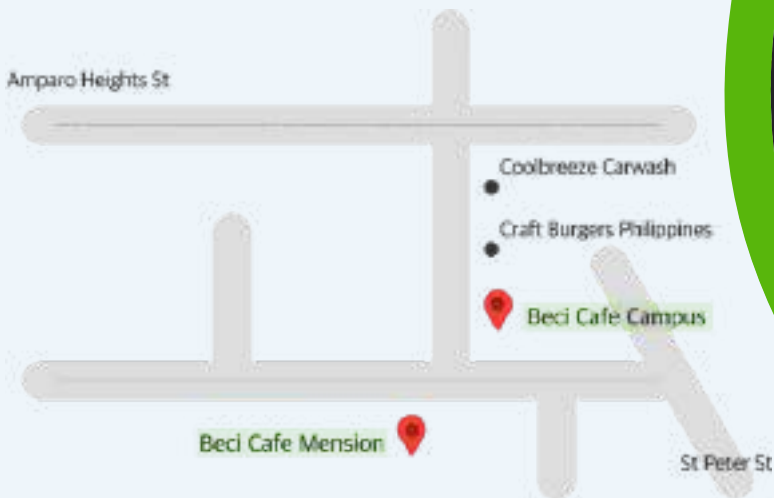 Amparo Heights St
Coolbreeze Carwash
Craft Burgers Philippines
Beci Cafe Campus
Beci Cafe Mension
St Peter St